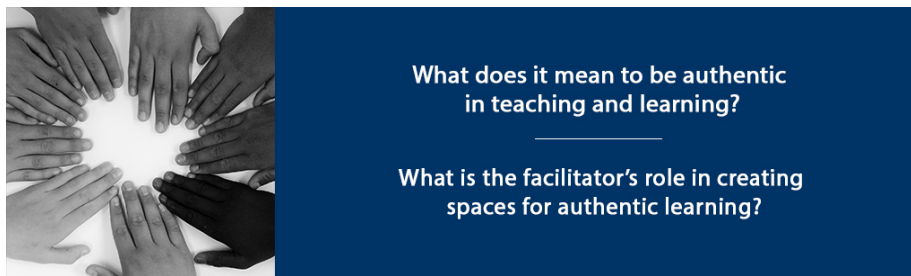 What does it mean to be authentic
in teaching and learning?
What is the facilitator’s role in creating
spaces for authentic learning?